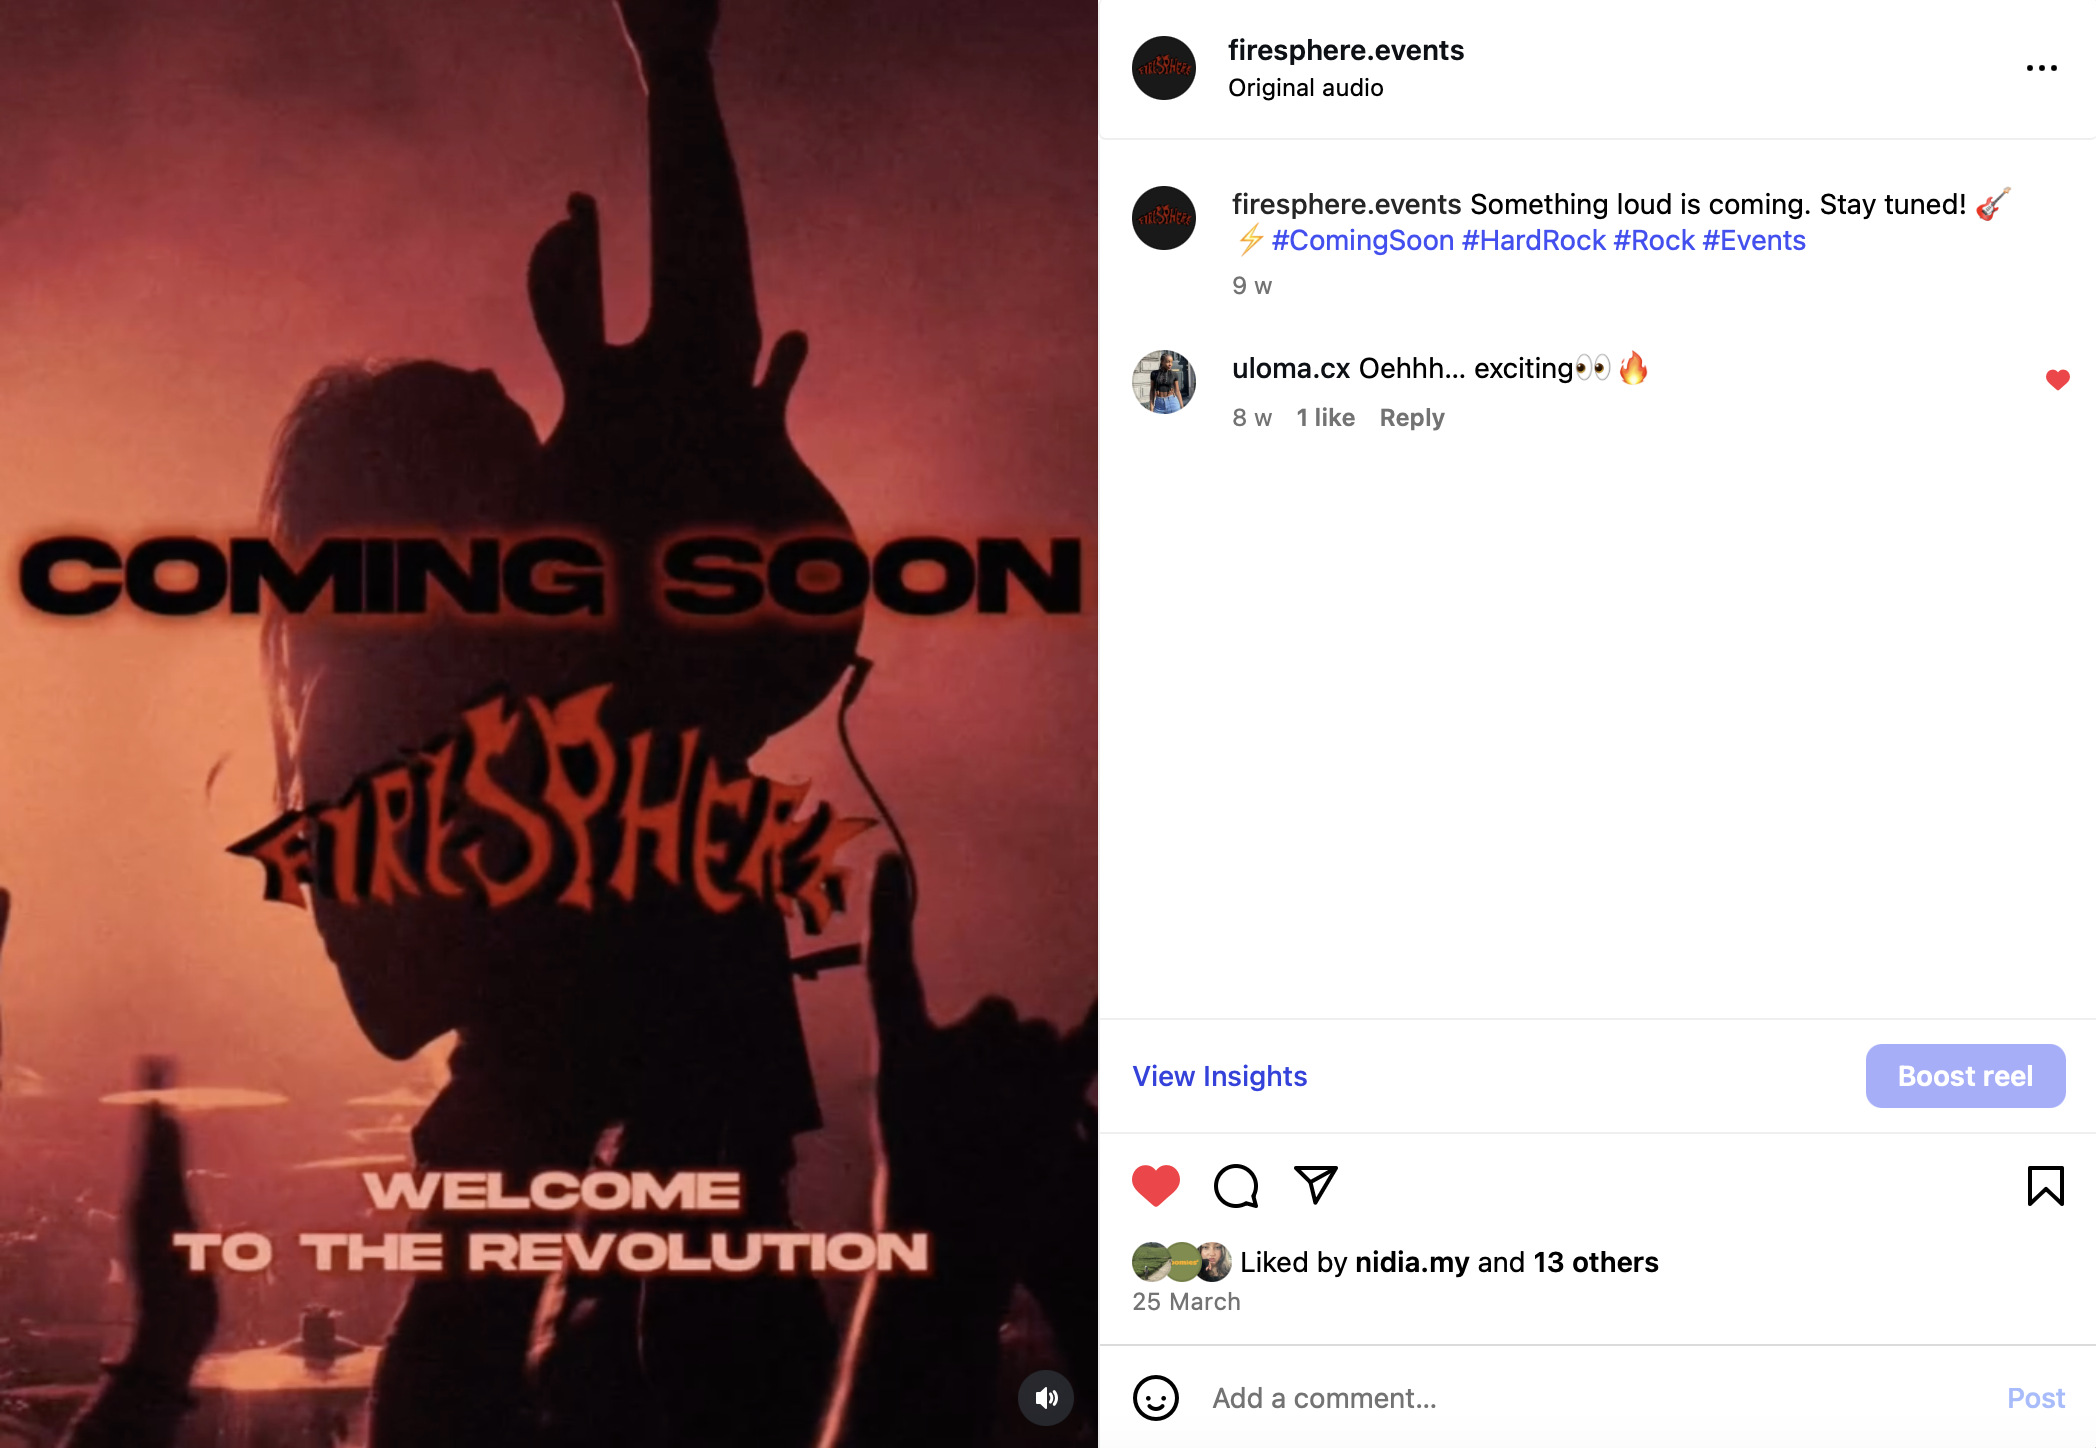 COMING SOON
FIRESPHERE
WELCOME
TO THE REVOLUTION
firesphere.events
Original audio
firesphere.events Something loud is coming. Stay tuned! 🎸
⚡ #ComingSoon #HardRock #Rock #Events
9 w
uloma.cx Oehhh... exciting👀🔥
8 w 1 like Reply
View Insights
Boost reel
Liked by nidia.my and 13 others
25 March
Add a comment...
Post